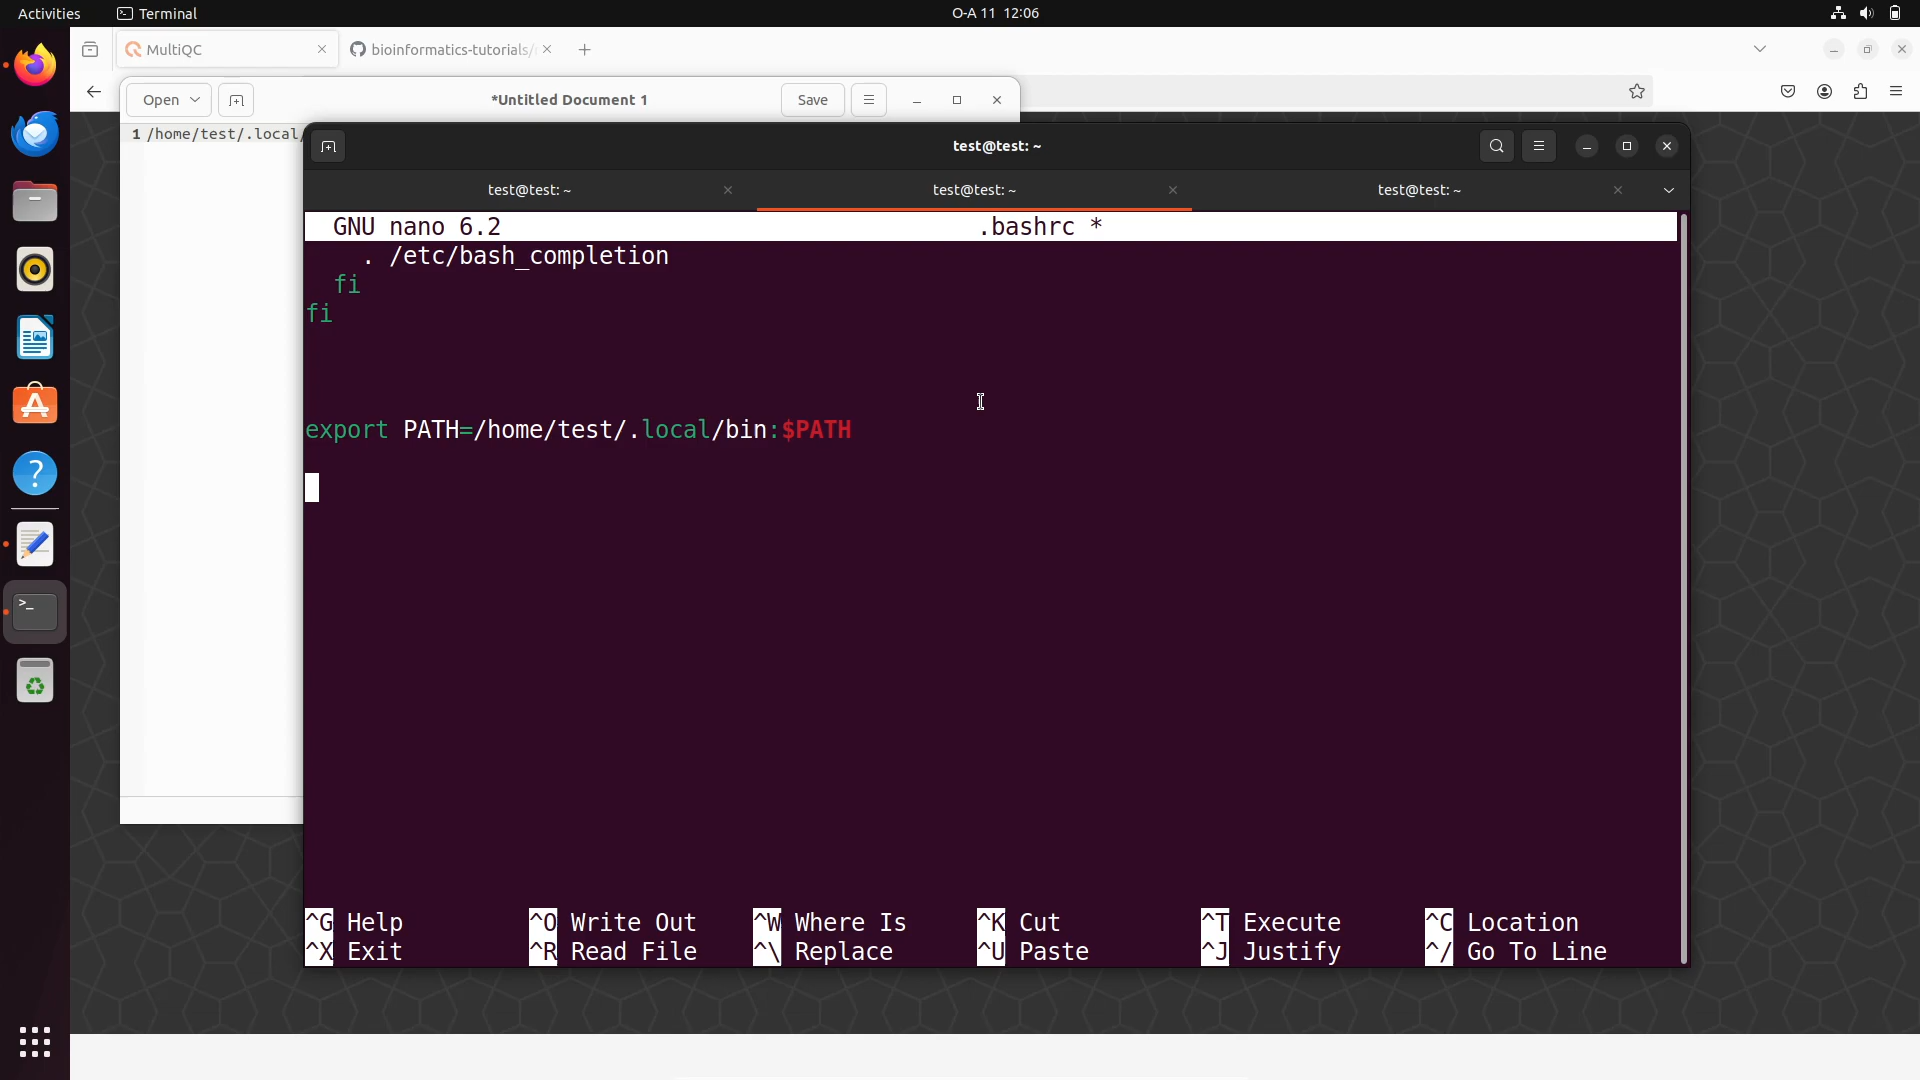 Activities
Terminal
O-A 11 12:06
MultiQC
bioinformatics-tutorials/
Open
*Untitled Document 1
Save
1 /home/test/.local/
test@test: ~
test@test: ~
test@test: ~
test@test: ~
GNU nano 6.2 .bashrc *
. /etc/bash_completion
fi
fi
export PATH=/home/test/.local/bin:$PATH
^G Help ^O Write Out ^W Where Is ^K Cut ^T Execute ^C Location
^X Exit ^R Read File ^\ Replace ^U Paste ^J Justify ^/ Go To Line